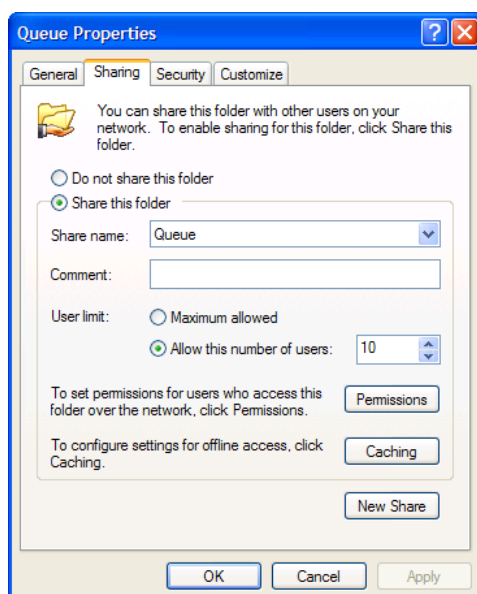 Queue Properties
General Sharing Security Customize
You can share this folder with other users on your
network. To enable sharing for this folder, click Share this
folder.
Do not share this folder
Share this folder
Share name: Queue
Comment:
User limit: Maximum allowed
Allow this number of users: 10
To set permissions for users who access this
folder over the network, click Permissions.
Permissions
To configure settings for offline access, click
Caching.
Caching
New Share
OK Cancel Apply